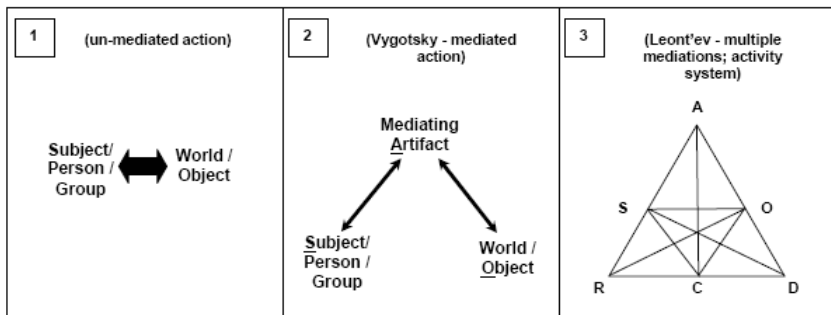 1
(un-mediated action)
Subject/
Person /
Group
World /
Object
2
(Vygotsky - mediated
action)
Mediating
Artifact
Subject/
Person /
Group
World /
Object
3
(Leont'ev - multiple
mediations; activity
system)
A
S
O
R
C
D